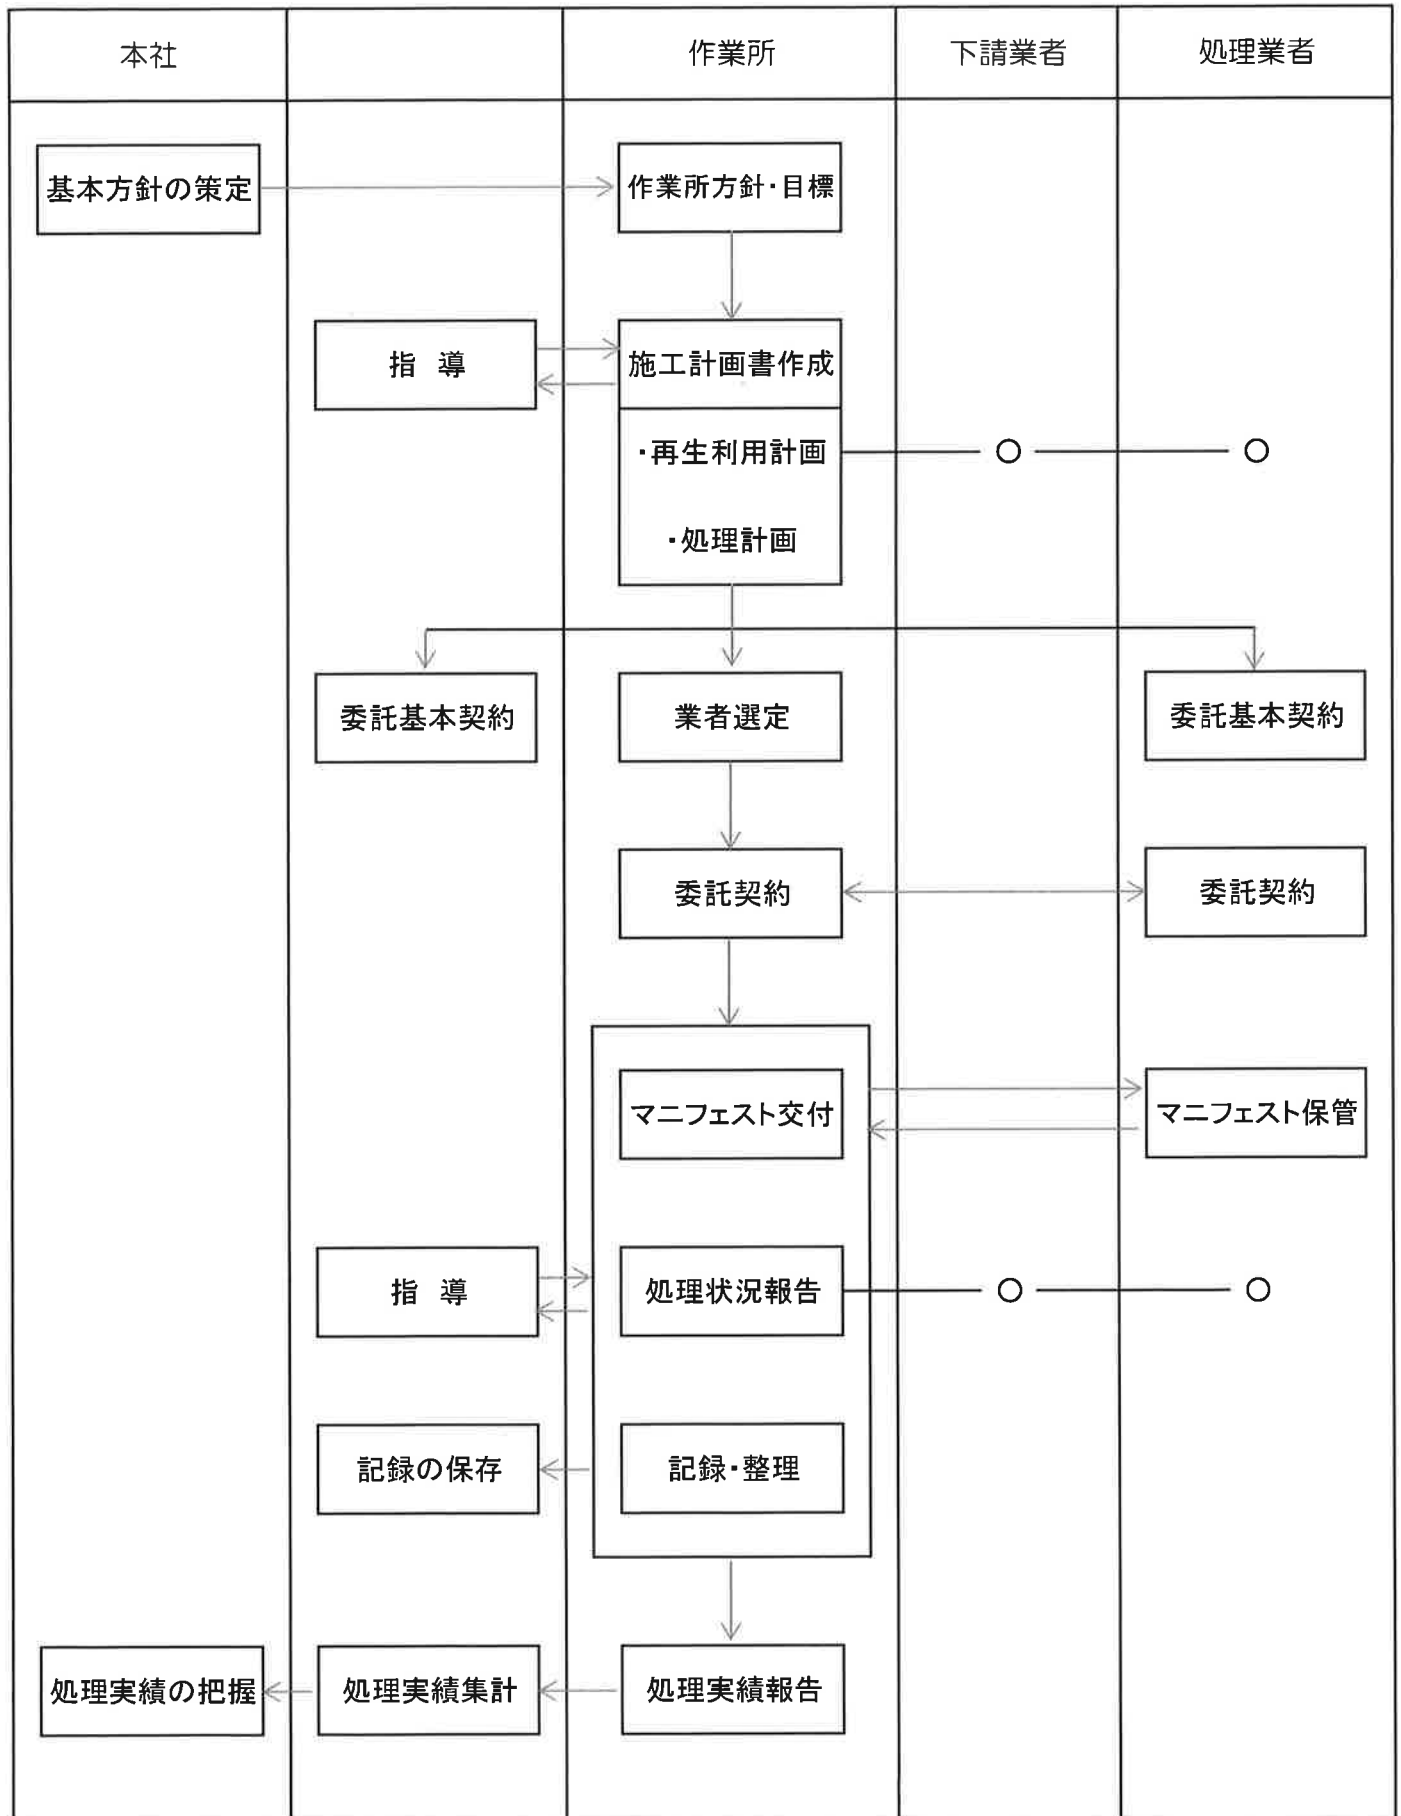 本社
作業所
下請業者
処理業者
基本方針の策定
作業所方針・目標
指 導
施工計画書作成
・再生利用計画
・処理計画
委託基本契約
業者選定
委託基本契約
委託契約
委託契約
マニフェスト交付
マニフェスト保管
指 導
処理状況報告
記録の保存
記録・整理
処理実績の把握
処理実績集計
処理実績報告